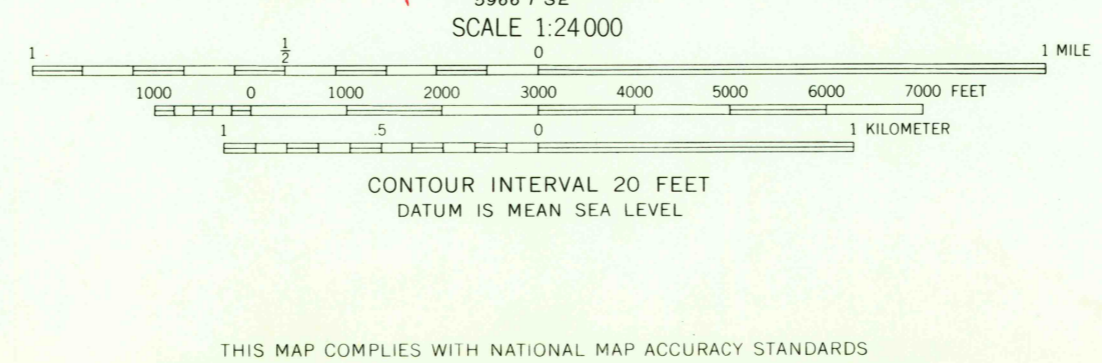 SCALE 1:24 000
1 1/2 0 1 MILE
1000 0 1000 2000 3000 4000 5000 6000 7000 FEET
1 .5 0 1 KILOMETER
CONTOUR INTERVAL 20 FEET
DATUM IS MEAN SEA LEVEL
THIS MAP COMPLIES WITH NATIONAL MAP ACCURACY STANDARDS